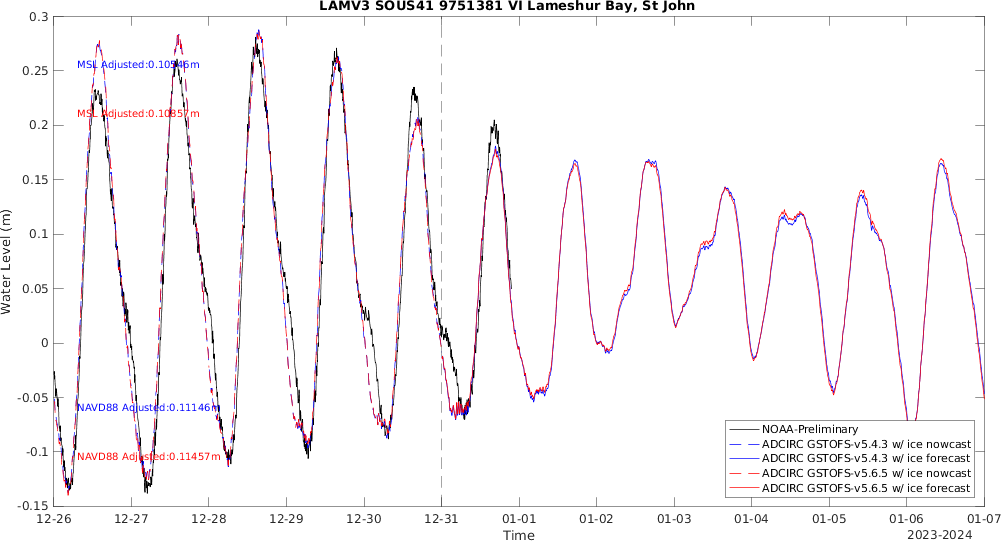 LAMV3 SOUS41 9751381 VI Lameshur Bay, St John
0.3
0.25
0.2
0.15
0.1
0.05
0
-0.05
-0.1
-0.15
Water Level (m)
MSL Adjusted:0.10546m
MSL Adjusted:0.10857m
NAVD88 Adjusted:0.11146m
NAVD88 Adjusted:0.11457m
NOAA-Preliminary
ADCIRC GSTOFS-v5.4.3 w/ ice nowcast
ADCIRC GSTOFS-v5.4.3 w/ ice forecast
ADCIRC GSTOFS-v5.6.5 w/ ice nowcast
ADCIRC GSTOFS-v5.6.5 w/ ice forecast
12-26 12-27 12-28 12-29 12-30 12-31 01-01 01-02 01-03 01-04 01-05 01-06 01-07
Time
2023-2024